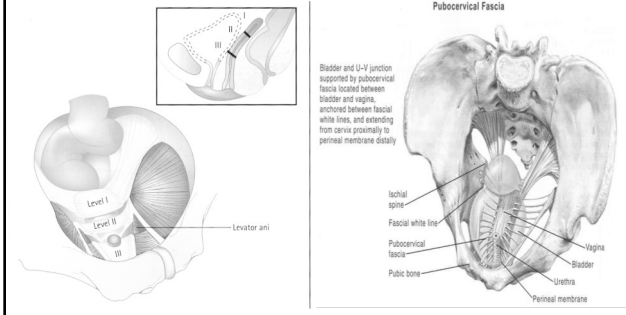 I
II
III
Level I
Level II
III
Levator ani
Pubocervical Fascia
Bladder and U–V junction
supported by pubocervical
fascia located between
bladder and vagina,
anchored between fascial
white lines, and extending
from cervix proximally to
perineal membrane distally
Ischial
spine
Fascial white line
Pubocervical
fascia
Pubic bone
Vagina
Bladder
Urethra
Perineal membrane